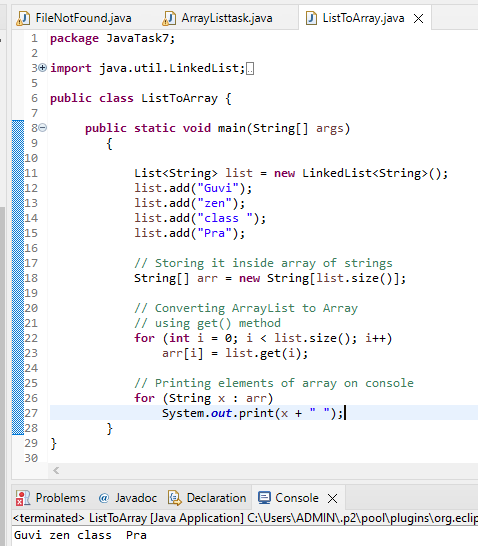 FileNotFound.java ArrayListtask.java ListToArray.java
1 package JavaTask7;
2
3 import java.util.LinkedList;
5
6 public class ListToArray {
7
8 public static void main(String[] args)
9 {
10
11 List<String> list = new LinkedList<String>();
12 list.add("Guvi");
13 list.add("zen");
14 list.add("class ");
15 list.add("Pra");
16
17 // Storing it inside array of strings
18 String[] arr = new String[list.size()];
19
20 // Converting ArrayList to Array
21 // using get() method
22 for (int i = 0; i < list.size(); i++)
23 arr[i] = list.get(i);
24
25 // Printing elements of array on console
26 for (String x : arr)
27 System.out.print(x + " ");
28 }
29 }
30
Problems @ Javadoc Declaration Console
<terminated> ListToArray [Java Application] C:\Users\ADMIN\.p2\pool\plugins\org.eclip
Guvi zen class  Pra